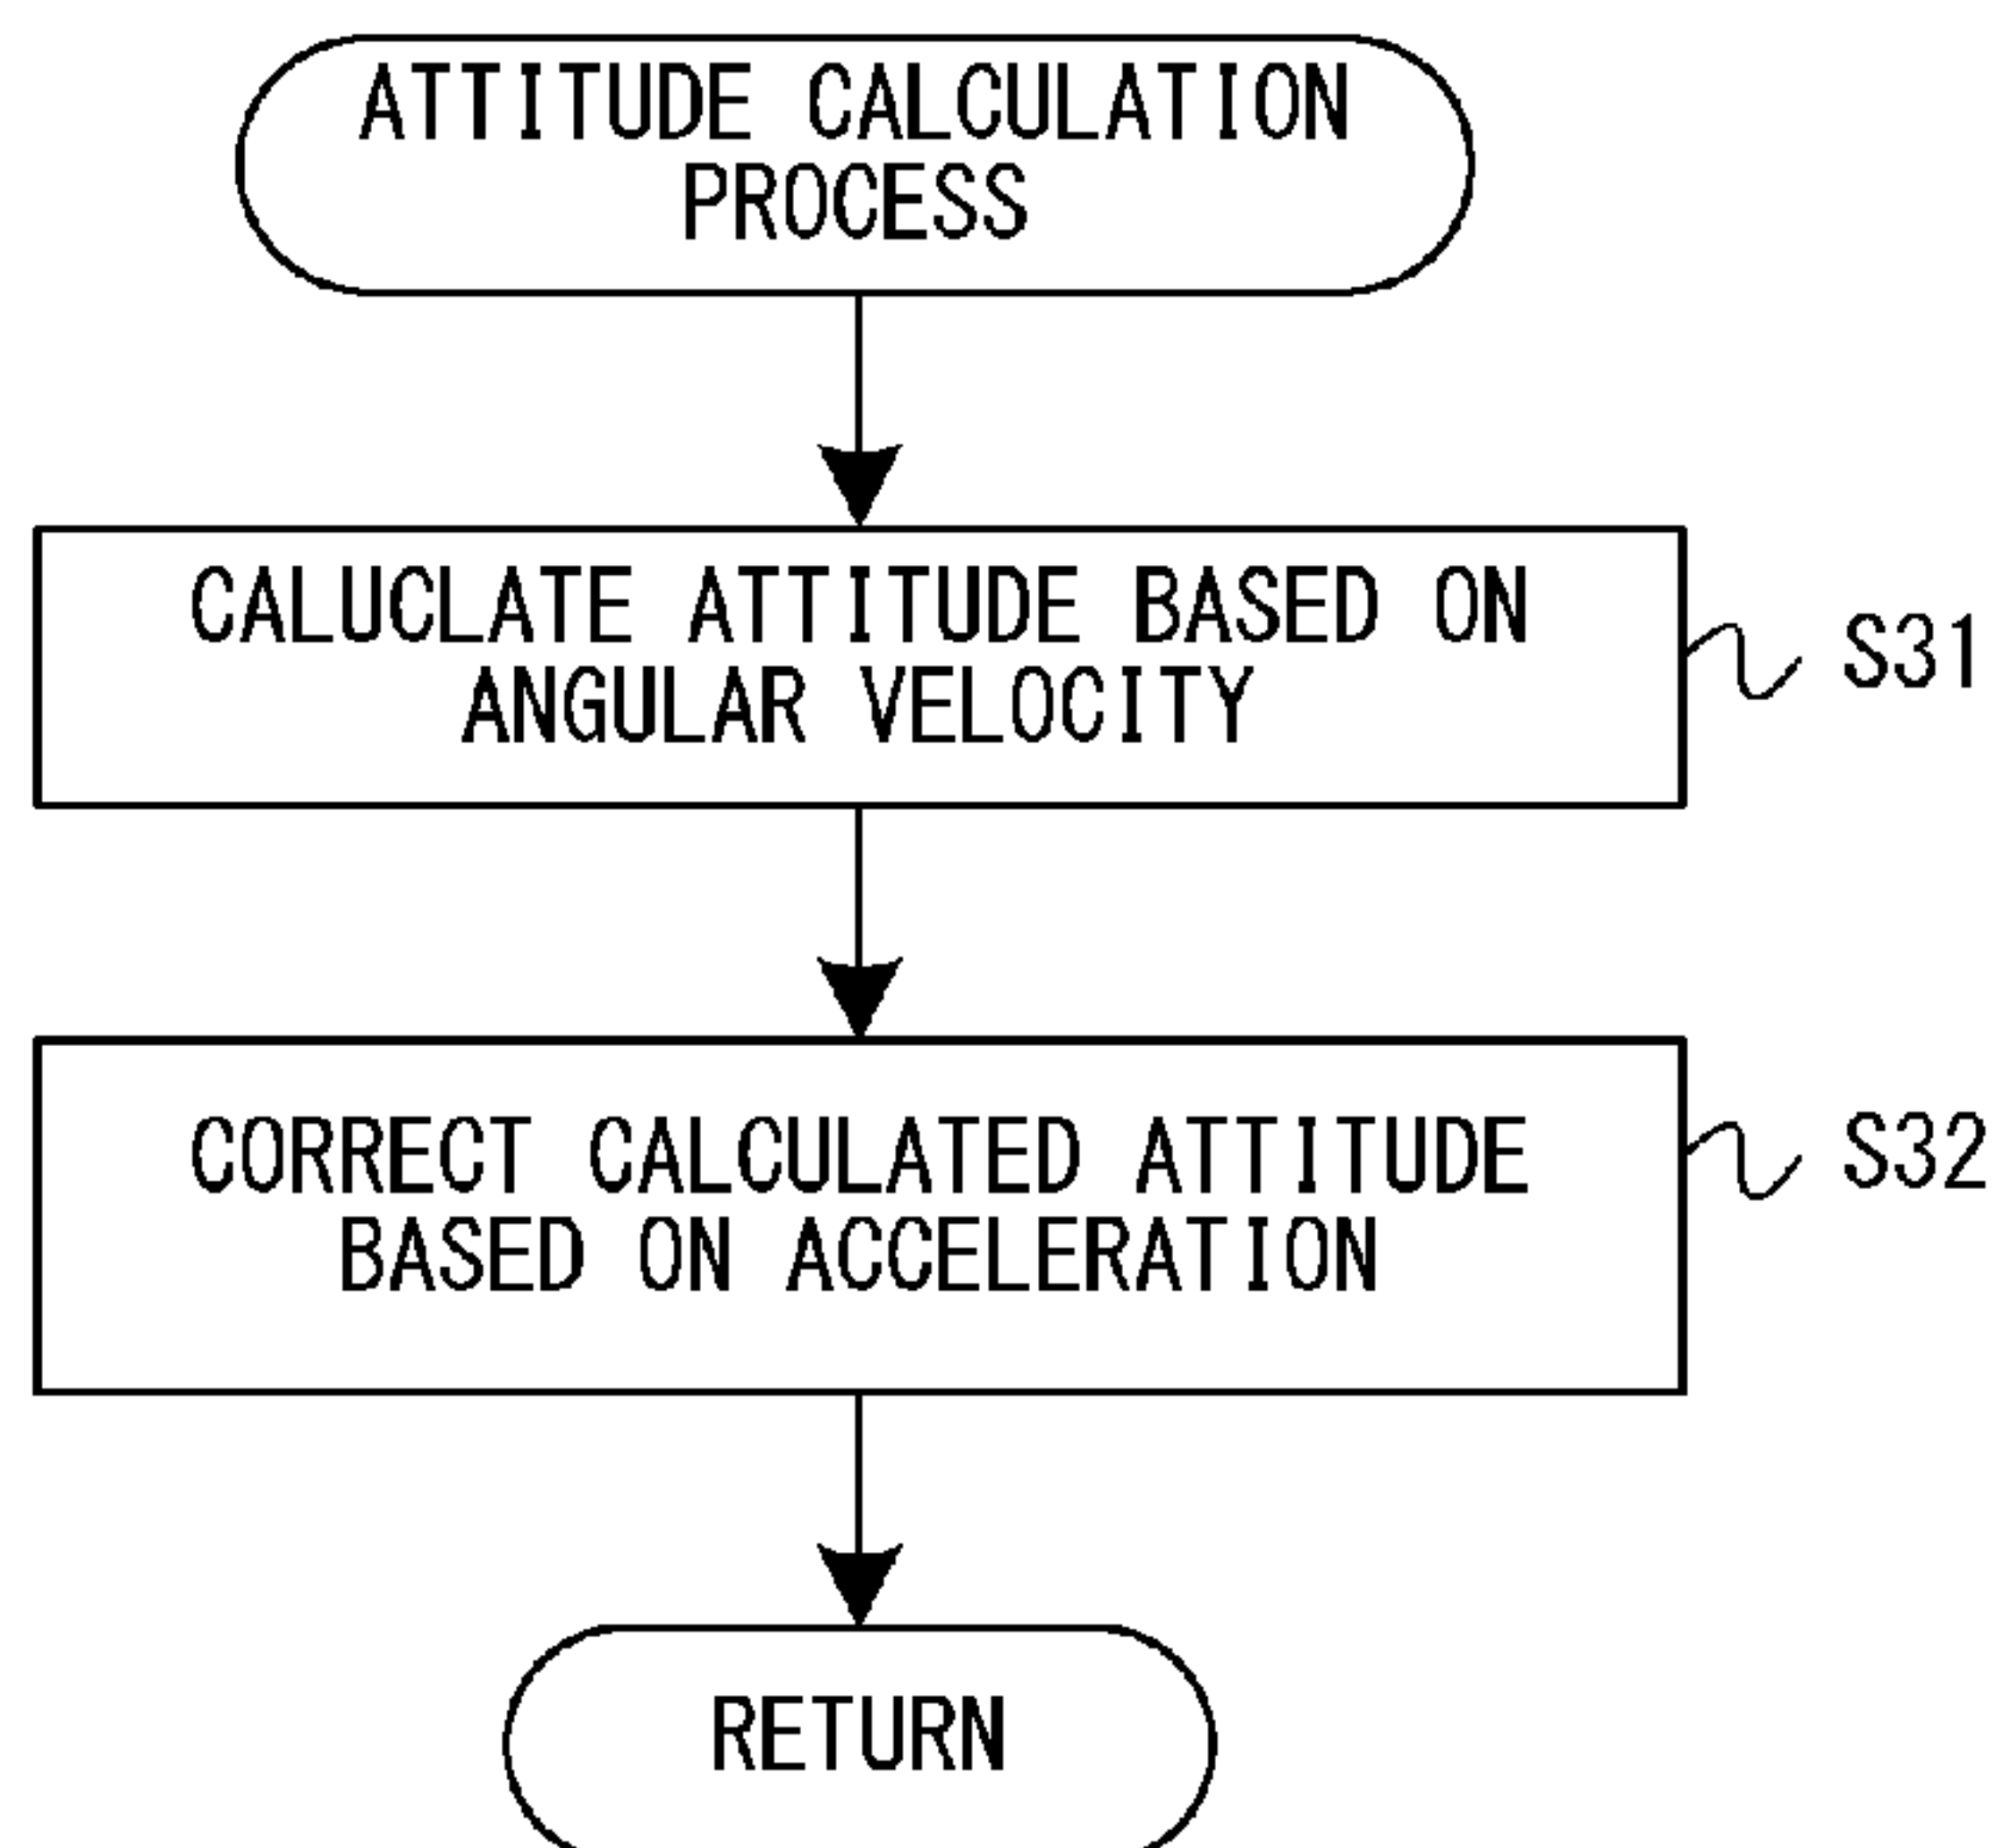 ATTITUDE CALCULATION
PROCESS
CALUCLATE ATTITUDE BASED ON
ANGULAR VELOCITY
S31
CORRECT CALCULATED ATTITUDE
BASED ON ACCELERATION
S32
RETURN